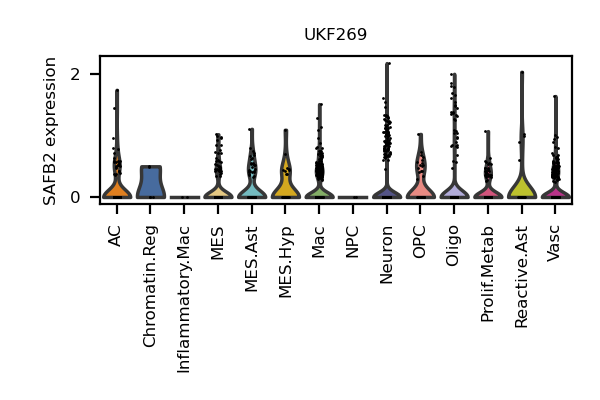 UKF269
SAFB2 expression
2
0
AC
Chromatin.Reg
Inflammatory.Mac
MES
MES.Ast
MES.Hyp
Mac
NPC
Neuron
OPC
Oligo
Prolif.Metab
Reactive.Ast
Vasc